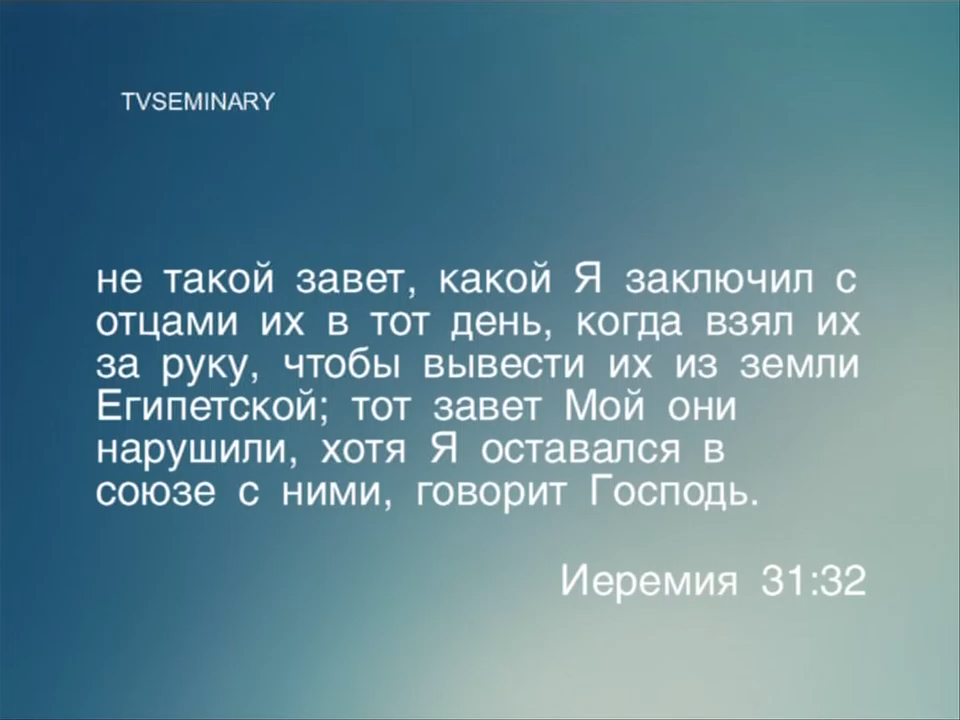 TVSEMINARY
не такой завет, какой Я заключил с
отцами их в тот день, когда взял их
за руку, чтобы вывести их из земли
Египетской; тот завет Мой они
нарушили, хотя Я оставался в
союзе с ними, говорит Господь.
Иеремия 31:32